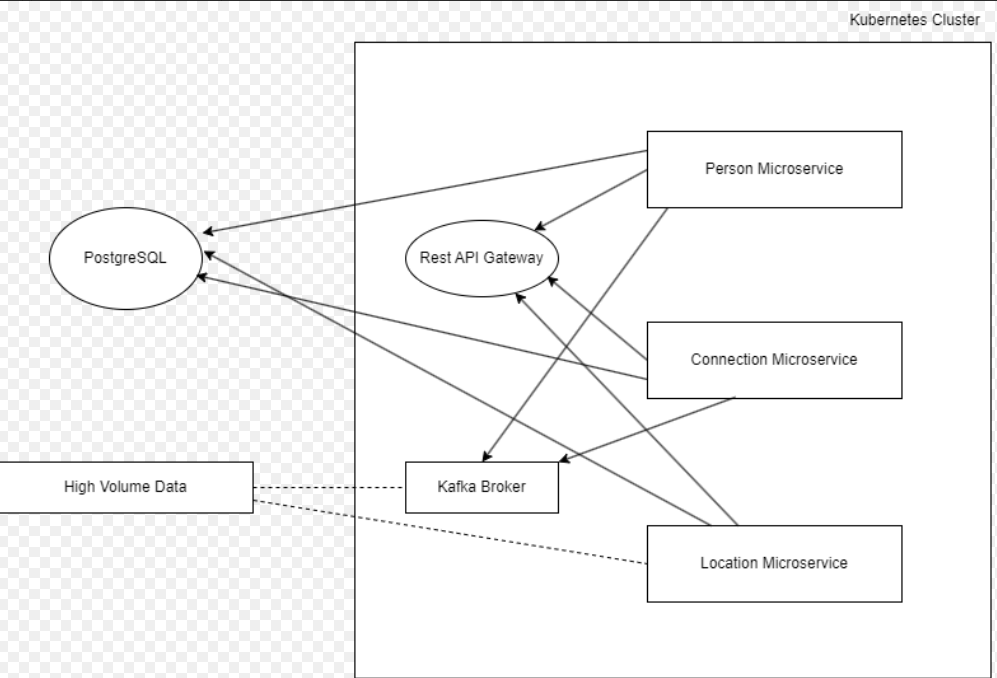 Kubernetes Cluster
Person Microservice
PostgreSQL
Rest API Gateway
Connection Microservice
High Volume Data
Kafka Broker
Location Microservice